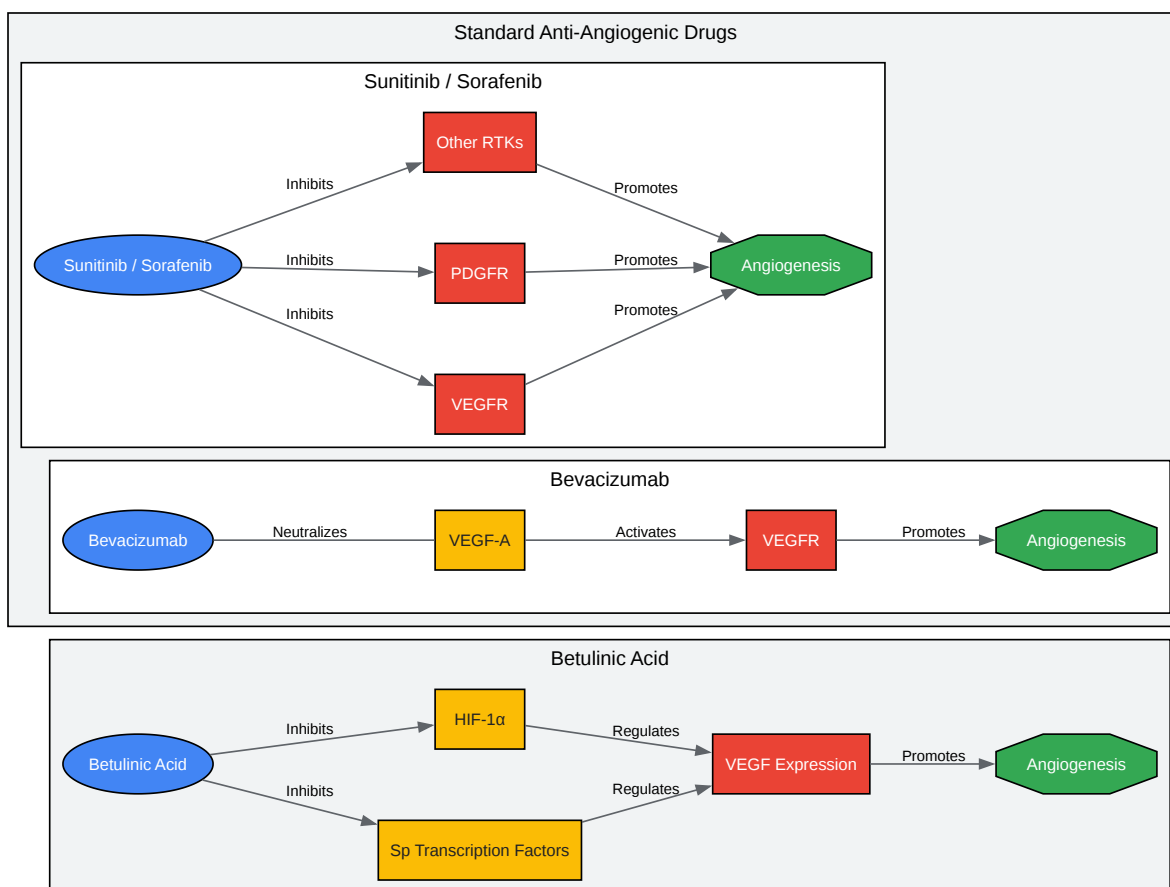 Standard Anti-Angiogenic Drugs
Sunitinib / Sorafenib
Other RTKs
Inhibits
Promotes
Sunitinib / Sorafenib
Inhibits
PDGFR
Promotes
Angiogenesis
Inhibits
Promotes
VEGFR
Bevacizumab
Bevacizumab
Neutralizes
VEGF-A
Activates
VEGFR
Promotes
Angiogenesis
Betulinic Acid
HIF-1α
Inhibits
Regulates
Betulinic Acid
VEGF Expression
Promotes
Angiogenesis
Inhibits
Regulates
Sp Transcription Factors